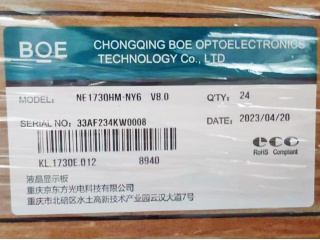 BOE
CHONGQING BOE OPTOELECTRONICS
TECHNOLOGY Co., LTD
MODEL: NE1730HM-NY6 V8.0
Q'TY: 24
SERIAL NO: 33AF234KW0008
DATE: 2023/04/20
eco
RoHS Compliant
KL.1730E.012 8940
液晶显示板
重庆京东方光电科技有限公司
重庆市北碚区水土高新技术产业园云汉大道7号